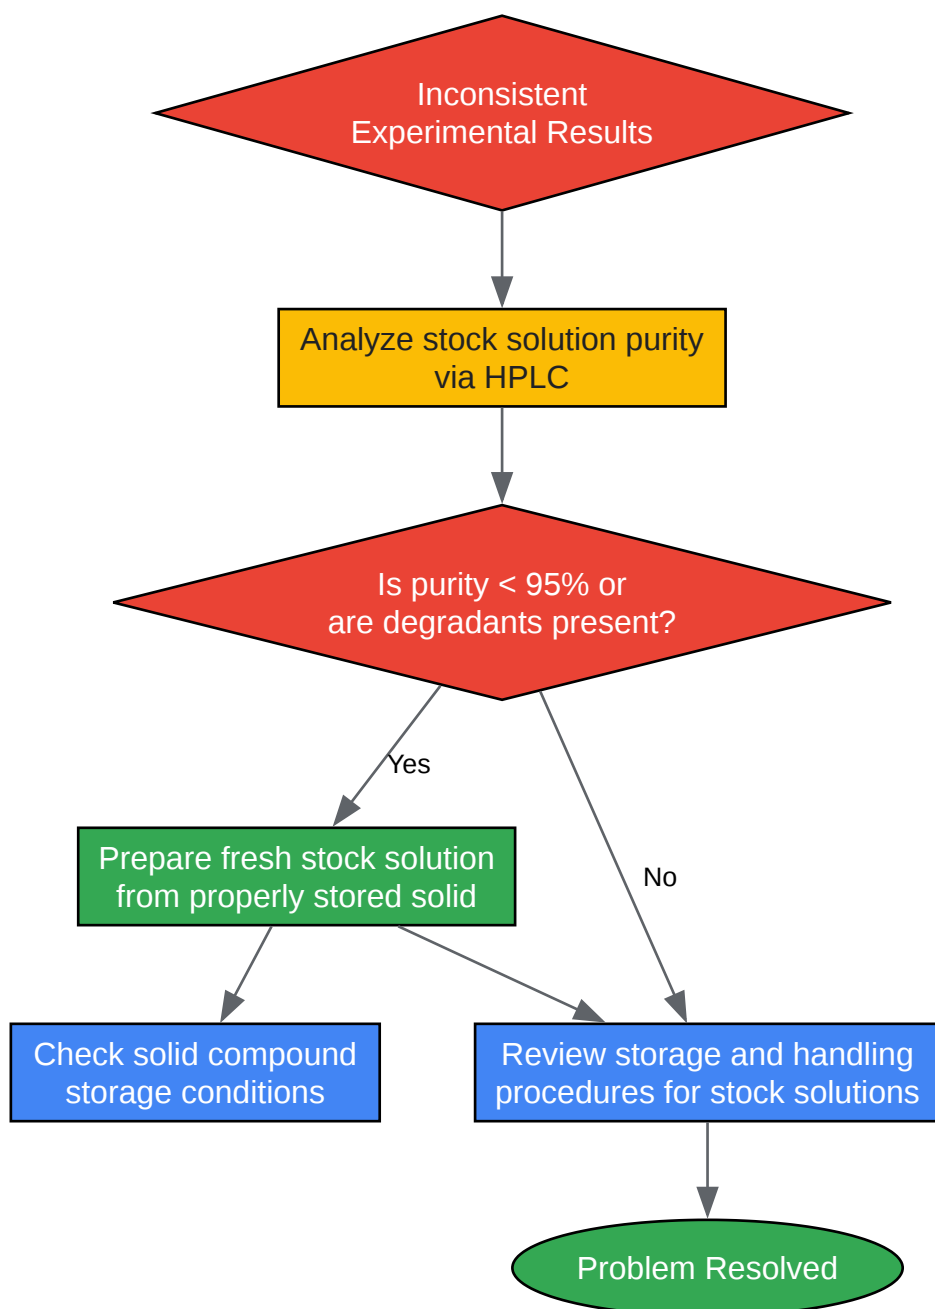 Inconsistent
Experimental Results
Analyze stock solution purity
via HPLC
Is purity < 95% or
are degradants present?
Yes
Prepare fresh stock solution
from properly stored solid
No
Check solid compound
storage conditions
Review storage and handling
procedures for stock solutions
Problem Resolved